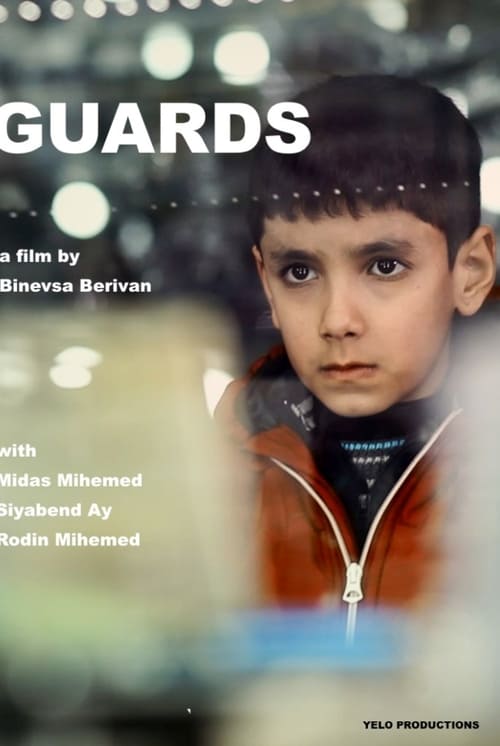 GUARDS
a film by
Binevsa Berivan
with
Midas Mihemed
Siyabend Ay
Rodin Mihemed
YELO PRODUCTIONS